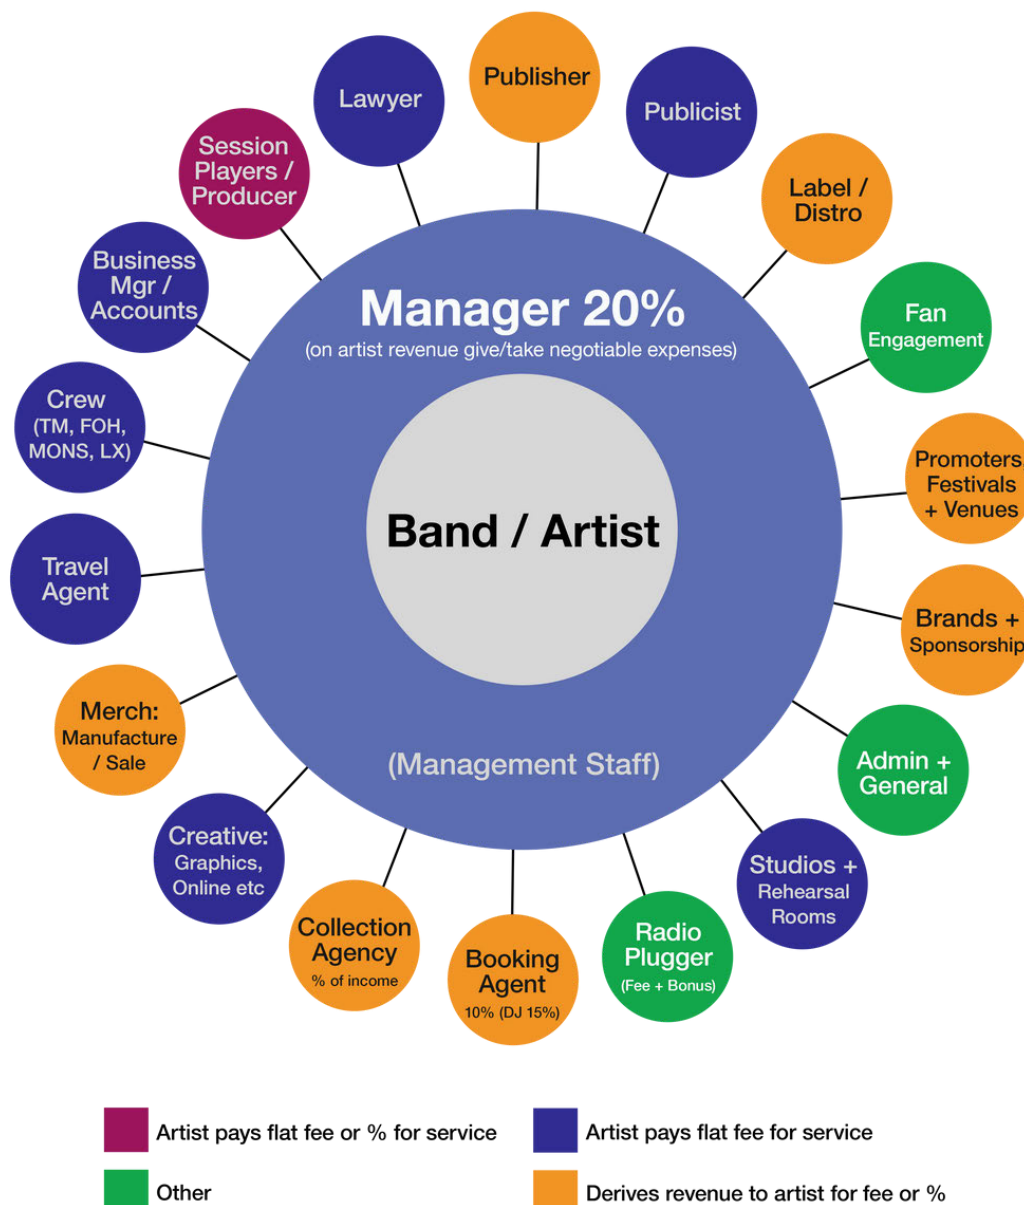 Publisher
Lawyer
Publicist
Session
Players /
Producer
Label /
Distro
Business
Mgr /
Accounts
Fan
Engagement
Manager 20%
(on artist revenue give/take negotiable expenses)
Crew
(TM, FOH,
MONS, LX)
Promoters,
Festivals
+ Venues
Band / Artist
Travel
Agent
Brands +
Sponsorship
Merch:
Manufacture
/ Sale
(Management Staff)
Admin +
General
Creative:
Graphics,
Online etc
Studios +
Rehearsal
Rooms
Collection
Agency
% of income
Booking
Agent
10% (DJ 15%)
Radio
Plugger
(Fee + Bonus)
Artist pays flat fee or % for service
Artist pays flat fee for service
Other
Derives revenue to artist for fee or %